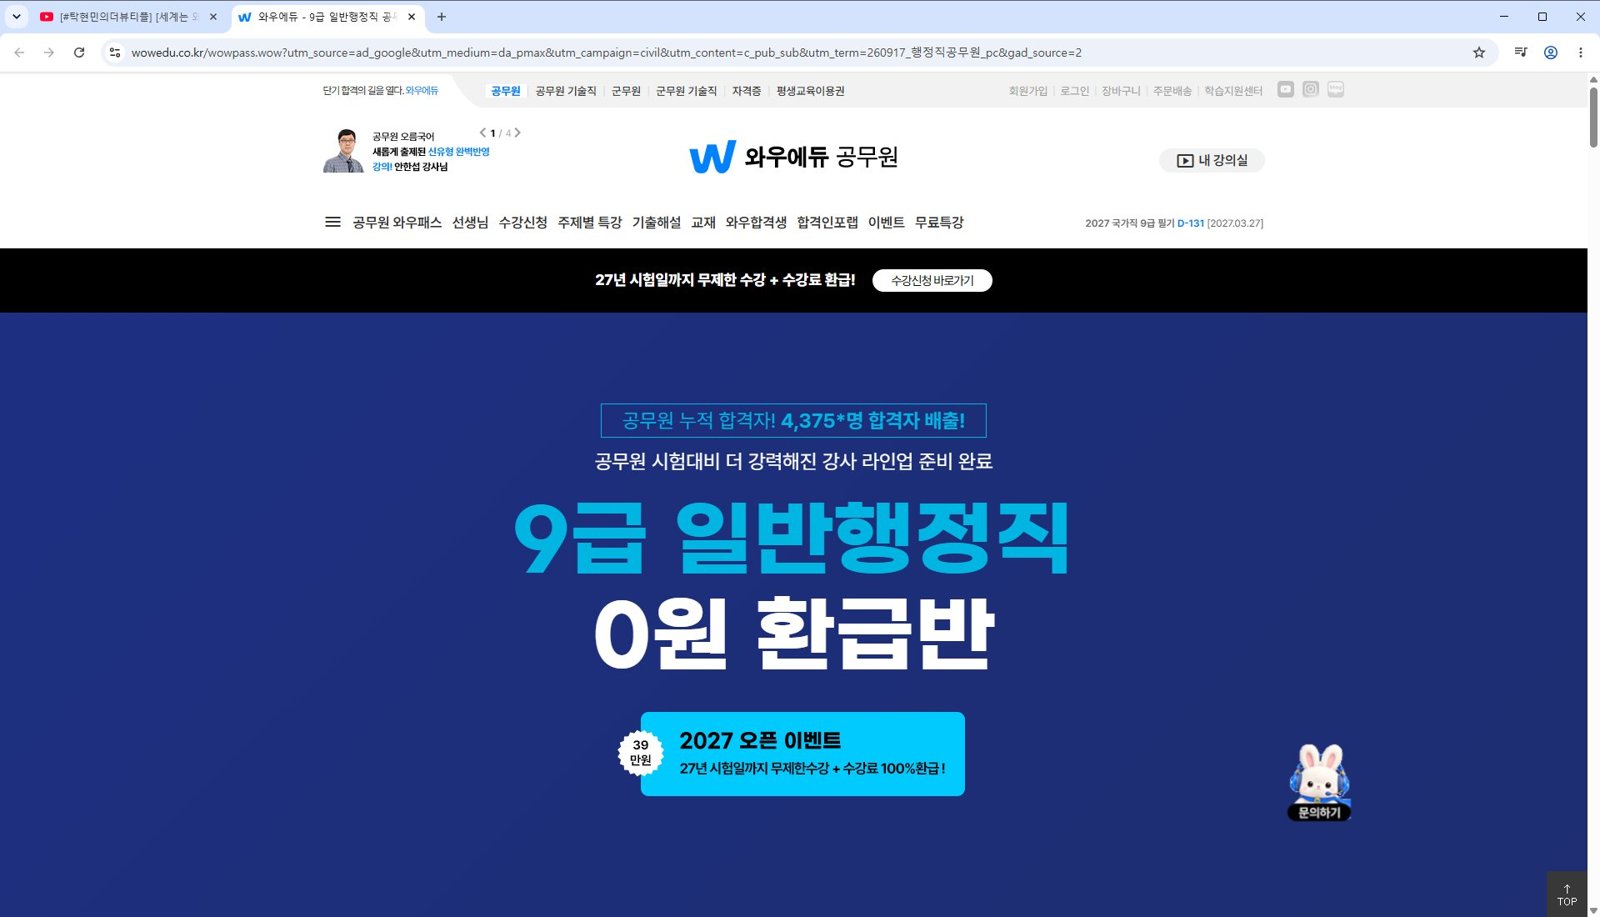 [#탁현민의더뷰티플] [세계는
와우에듀 - 9급 일반행정직
wowedu.co.kr/wowpass.wow?utm_source=ad_google&utm_medium=da_pmax&utm_campaign=civil&utm_content=c_pub_sub&utm_term=260917_행정직공무원_pc&gad_source=2
단기 합격의 길을 열다. 와우에듀
공무원 공무원 기술직 군무원 군무원 기술직 자격증 평생교육이용권
회원가입 로그인 장바구니 주문배송 학습지원센터
공무원 오름국어
1 / 4
새롭게 출제된 신유형 완벽반영
강의! 안한섭 강사님
와우에듀 공무원
내 강의실
공무원 와우패스 선생님 수강신청 주제별 특강 기출해설 교재 와우합격생 합격인포랩 이벤트 무료특강
2027 국가직 9급 필기 D-131 [2027.03.27]
27년 시험일까지 무제한 수강 + 수강료 환급!
수강신청 바로가기
공무원 누적 합격자! 4,375*명 합격자 배출!
공무원 시험대비 더 강력해진 강사 라인업 준비 완료
9급 일반행정직
0원 환급반
39
만원
2027 오픈 이벤트
27년 시험일까지 무제한수강 + 수강료 100%환급!
문의하기
↑
TOP